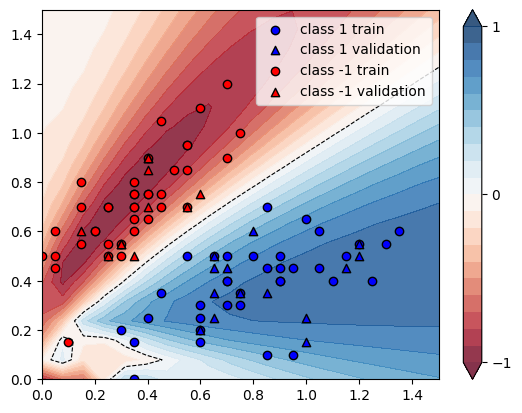 class 1 train
class 1 validation
class -1 train
class -1 validation
1.4
1.2
1.0
0.8
0.6
0.4
0.2
0.0
0.0 0.2 0.4 0.6 0.8 1.0 1.2 1.4
1
0
−1